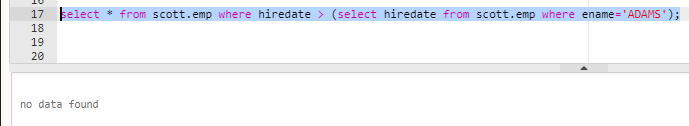 16
17 select * from scott.emp where hiredate > (select hiredate from scott.emp where ename='ADAMS');
18
19
20
no data found